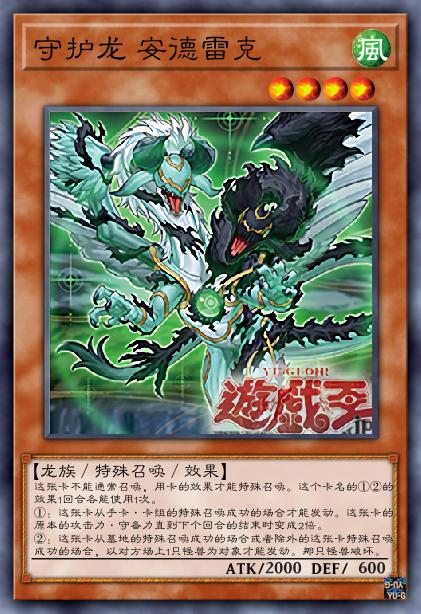 守护龙 安德雷克
風
YU-GI-OH!
遊戯王
.jp
【龙族／特殊召唤／效果】
这张卡不能通常召唤，用卡的效果才能特殊召唤。这个卡名的①②的
效果1回合各能使用1次。
①：这张卡从手卡·卡组的特殊召唤成功的场合才能发动。这张卡的
原本的攻击力·守备力直到下个回合的结束时变成2倍。
②：这张卡从墓地的特殊召唤成功的场合或者除外的这张卡特殊召唤
成功的场合，以对方场上1只怪兽为对象才能发动。那只怪兽破坏。
ATK/2000 DEF/ 600